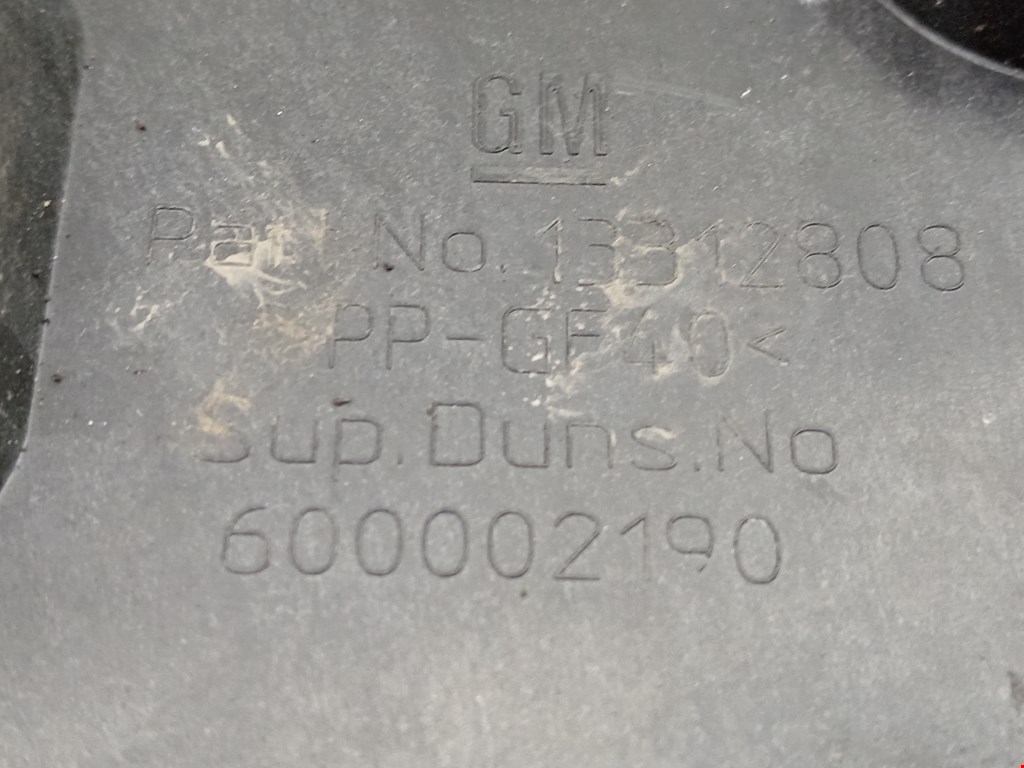 GM
Part No. 13312808
PP-GF40<
Sup.Duns.No
600002190